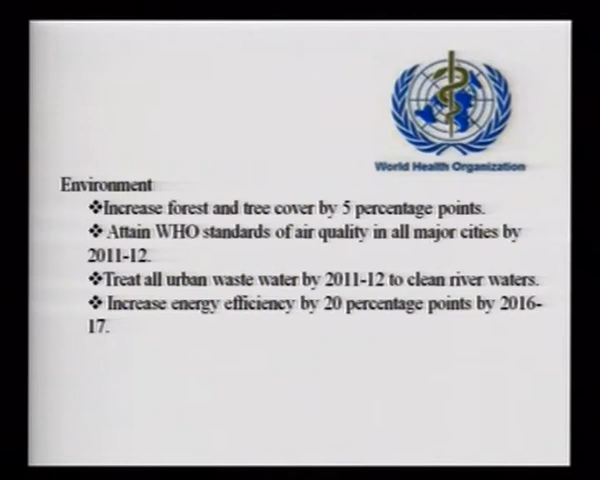 World Health Organization
Environment
❖Increase forest and tree cover by 5 percentage points.
❖ Attain WHO standards of air quality in all major cities by
2011-12.
❖Treat all urban waste water by 2011-12 to clean river waters.
❖ Increase energy efficiency by 20 percentage points by 2016-
17.